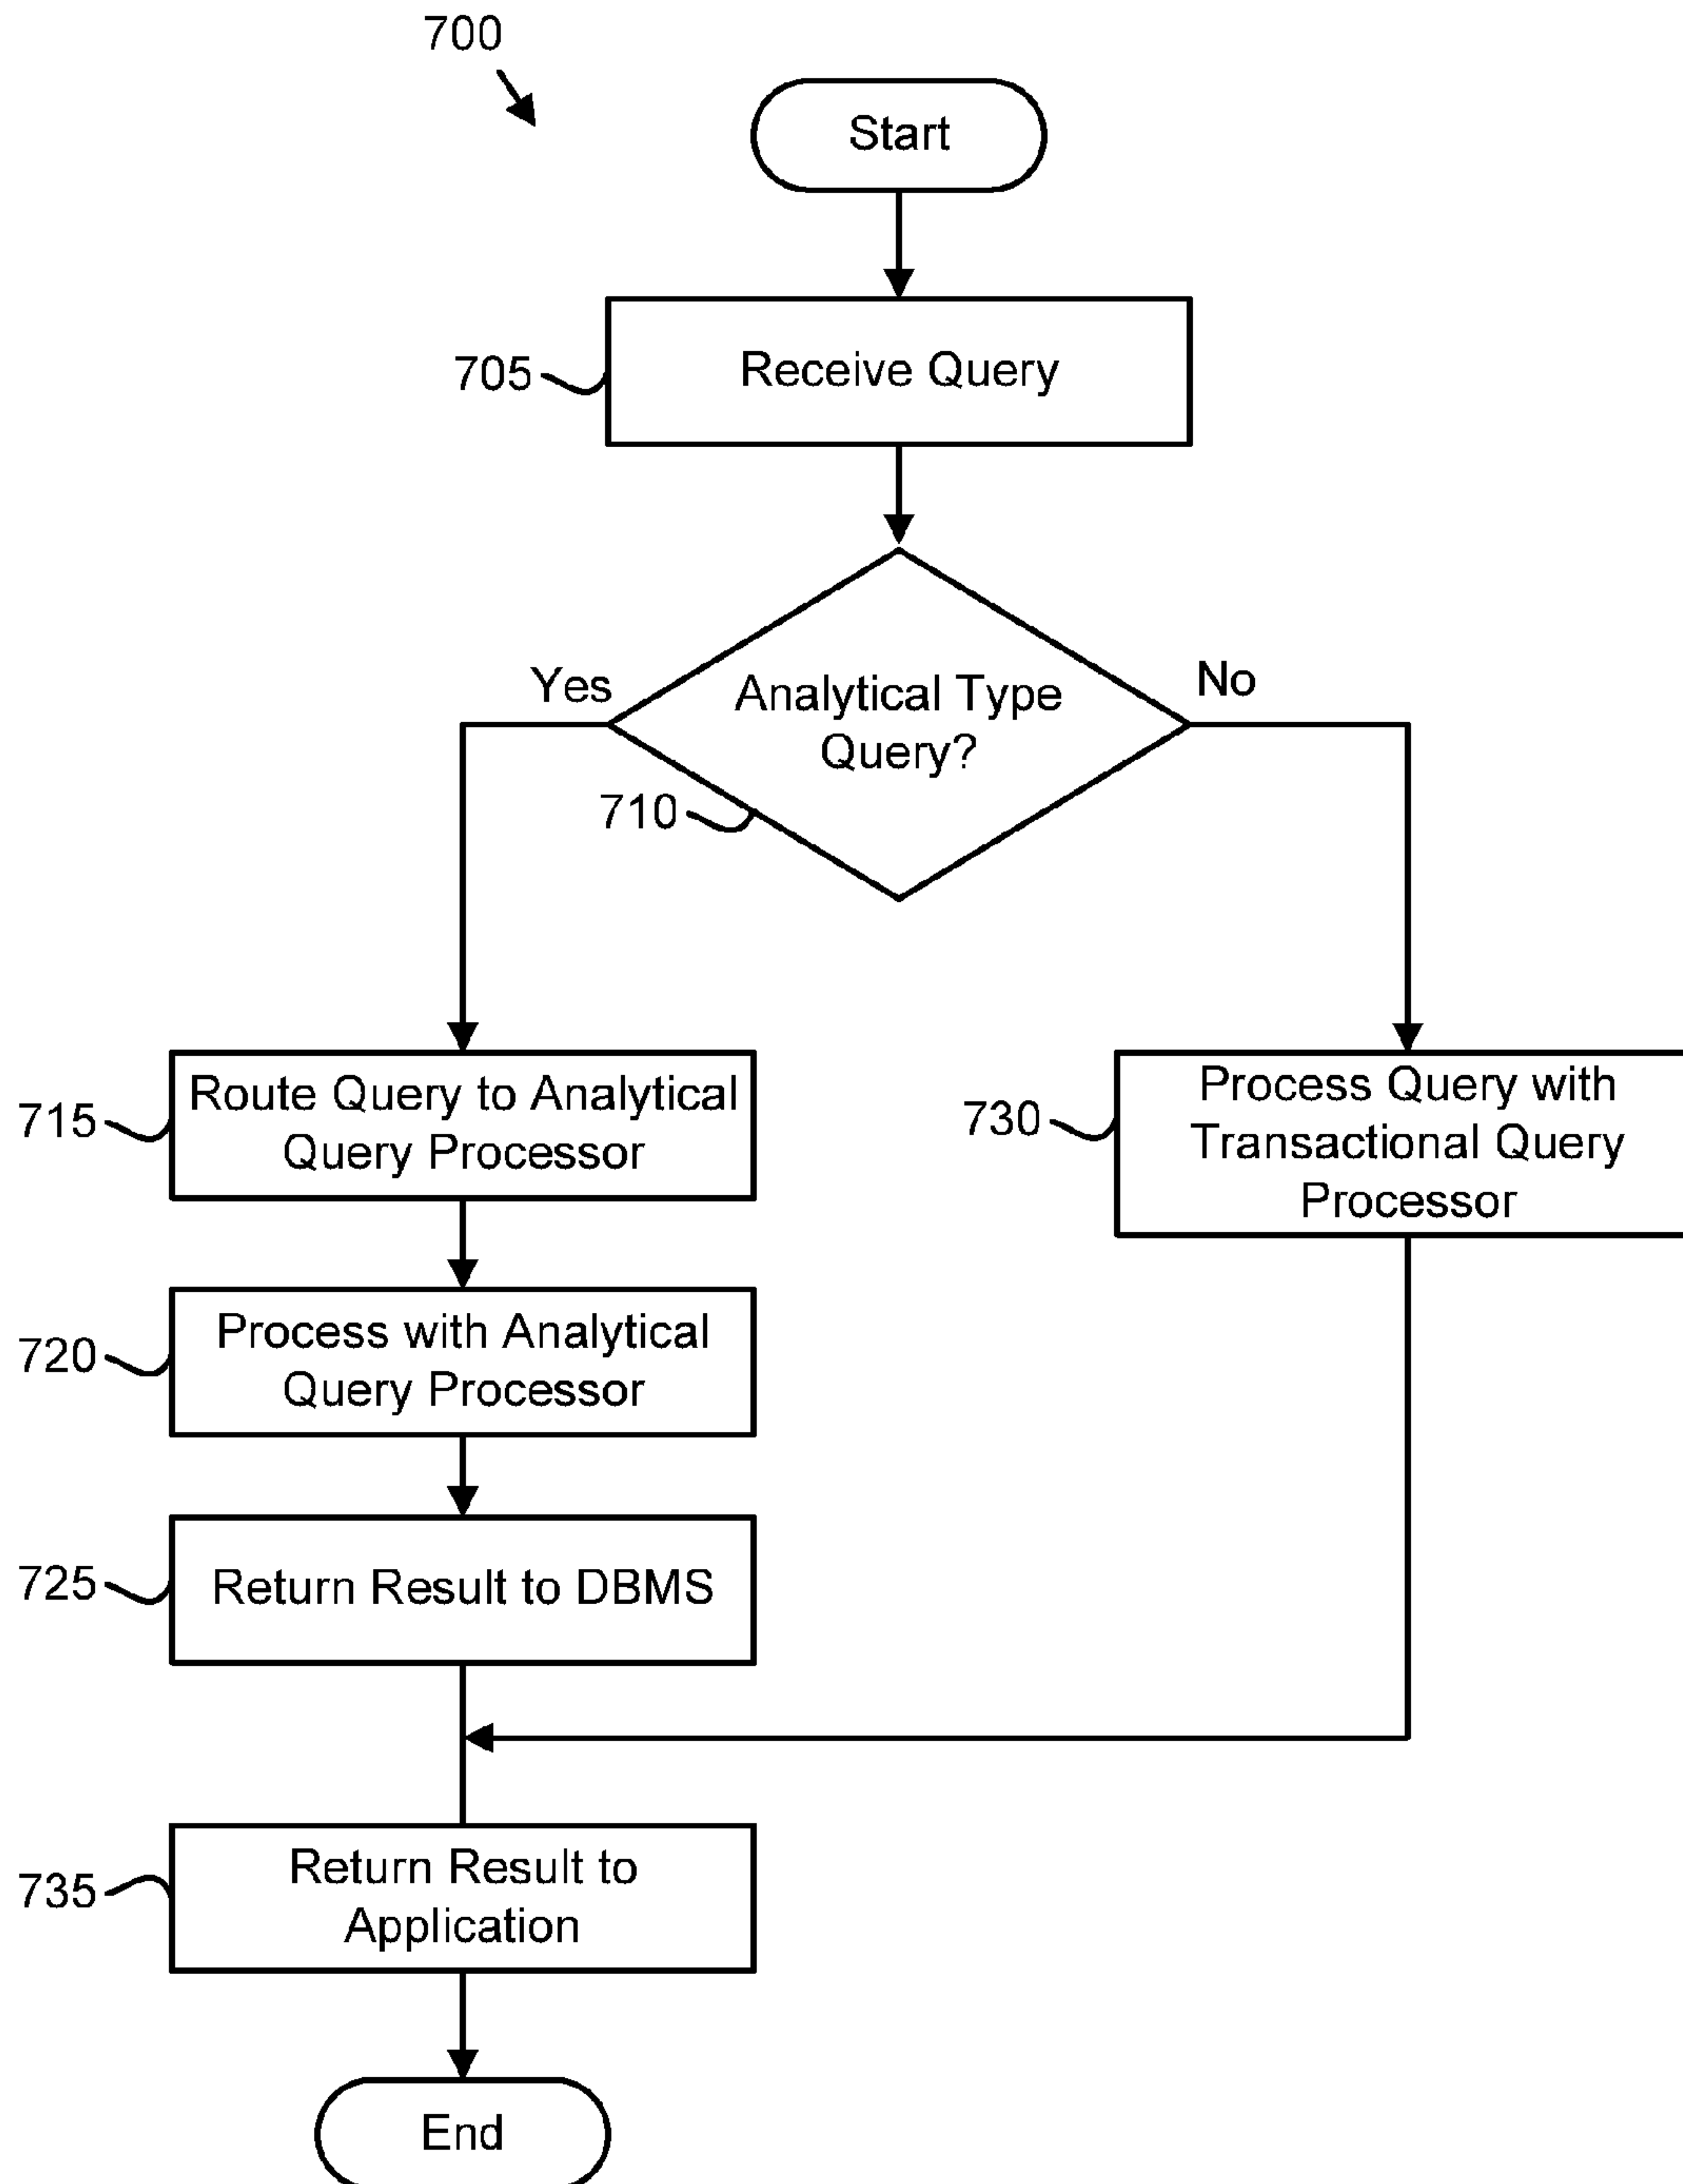 700
Start
705
Receive Query
Yes
No
Analytical Type
Query?
710
715
Route Query to Analytical
Query Processor
730
Process Query with
Transactional Query
Processor
720
Process with Analytical
Query Processor
725
Return Result to DBMS
735
Return Result to
Application
End